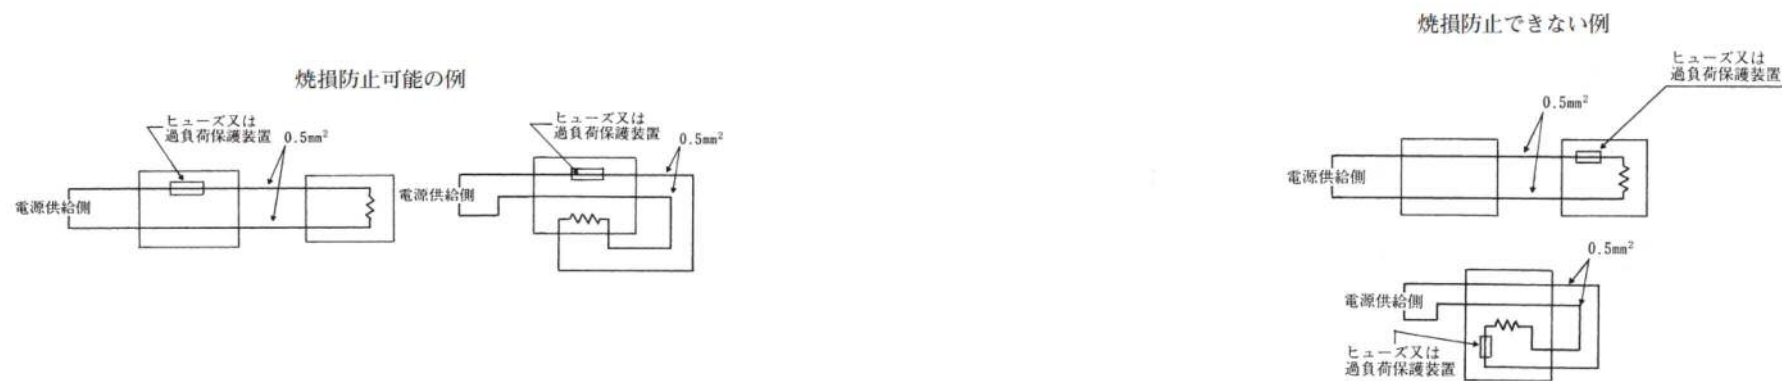 焼損防止可能の例
ヒューズ又は
過負荷保護装置
0.5mm²
電源供給側
ヒューズ又は
過負荷保護装置
0.5mm²
電源供給側
焼損防止できない例
ヒューズ又は
過負荷保護装置
0.5mm²
電源供給側
0.5mm²
電源供給側
ヒューズ又は
過負荷保護装置